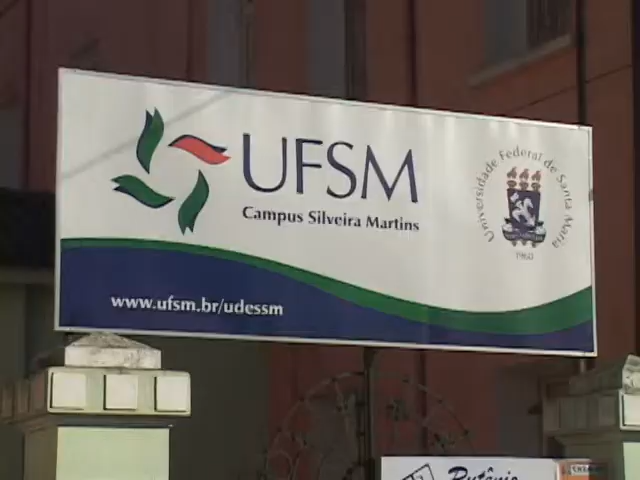 UFSM
Campus Silveira Martins
www.ufsm.br/udessm
Universidade Federal de Santa Maria
1960